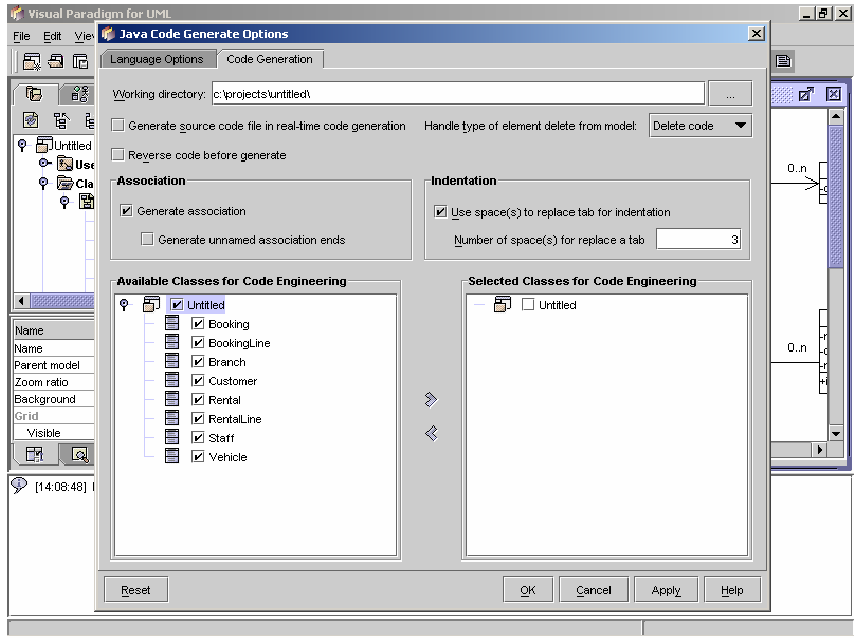 Visual Paradigm for UML
File Edit
Java Code Generate Options
Language Options
Code Generation
Working directory: c:\projects\untitled\ ...
Generate source code file in real-time code generation
Handle type of element delete from model: Delete code
Reverse code before generate
Association
Generate association
Generate unnamed association ends
Indentation
Use space(s) to replace tab for indentation
Number of space(s) for replace a tab 3
Available Classes for Code Engineering
Untitled
Booking
BookingLine
Branch
Customer
Rental
RentalLine
Staff
Vehicle
Selected Classes for Code Engineering
Untitled
Reset
OK
Cancel
Apply
Help
Untitled
0..n
0..n
Name
Name
Parent model
Zoom ratio
Background
Grid
Visible
[14:08:48]